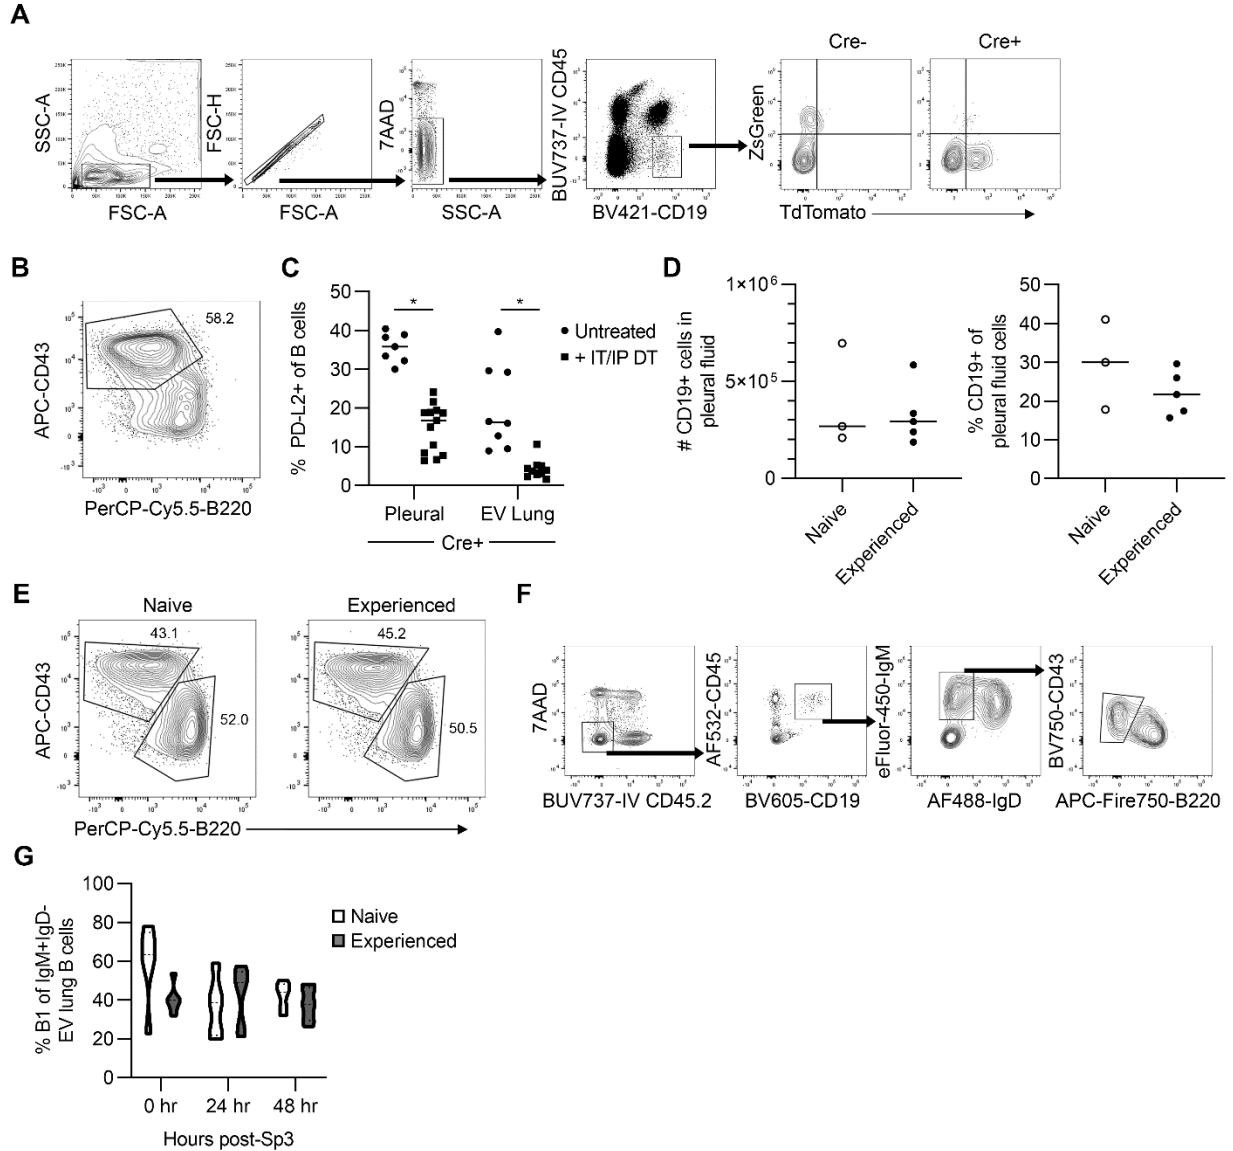 A
Cre-
Cre+
SSC-A
FSC-H
7AAD
BUV737-IV CD45
ZsGreen
FSC-A
FSC-A
SSC-A
BV421-CD19
TdTomato
B
58.2
APC-CD43
PerCP-Cy5.5-B220
C
50
40
30
20
10
0
% PD-L2+ of B cells
*
*
Untreated
+ IT/IP DT
Pleural
EV Lung
Cre+
D
1×10⁶
5×10⁵
0
# CD19+ cells in
pleural fluid
Naive
Experienced
50
40
30
20
10
0
% CD19+ of
pleural fluid cells
Naive
Experienced
E
Naive
Experienced
43.1
52.0
45.2
50.5
APC-CD43
PerCP-Cy5.5-B220
F
7AAD
AF532-CD45
eFluor-450-IgM
BV750-CD43
BUV737-IV CD45.2
BV605-CD19
AF488-IgD
APC-Fire750-B220
G
100
80
60
40
20
0
% B1 of IgM+IgD-
EV lung B cells
Naive
Experienced
0 hr
24 hr
48 hr
Hours post-Sp3